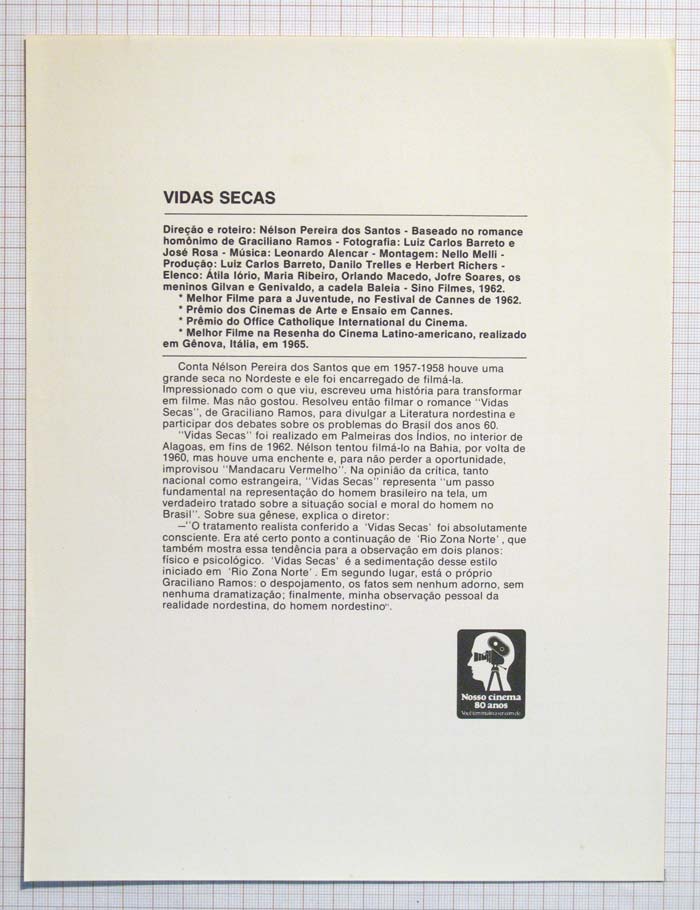 VIDAS SECAS
Direção e roteiro: Nélson Pereira dos Santos - Baseado no romance
homônimo de Graciliano Ramos - Fotografia: Luiz Carlos Barreto e
José Rosa - Música: Leonardo Alencar - Montagem: Nello Melli -
Produção: Luiz Carlos Barreto, Danilo Trelles e Herbert Richers -
Elenco: Átila Iório, Maria Ribeiro, Orlando Macedo, Jofre Soares, os
meninos Gilvan e Genivaldo, a cadela Baleia - Sino Filmes, 1962.
* Melhor Filme para a Juventude, no Festival de Cannes de 1962.
* Prêmio dos Cinemas de Arte e Ensaio em Cannes.
* Prêmio do Office Catholique International du Cinema.
* Melhor Filme na Resenha do Cinema Latino-americano, realizado
em Gênova, Itália, em 1965.
Conta Nélson Pereira dos Santos que em 1957-1958 houve uma
grande seca no Nordeste e ele foi encarregado de filmá-la.
Impressionado com o que viu, escreveu uma história para transformar
em filme. Mas não gostou. Resolveu então filmar o romance "Vidas
Secas", de Graciliano Ramos, para divulgar a Literatura nordestina e
participar dos debates sobre os problemas do Brasil dos anos 60.
"Vidas Secas" foi realizado em Palmeiras dos Índios, no interior de
Alagoas, em fins de 1962. Nélson tentou filmá-lo na Bahia, por volta de
1960, mas houve uma enchente e, para não perder a oportunidade,
improvisou "Mandacaru Vermelho". Na opinião da crítica, tanto
nacional como estrangeira, "Vidas Secas" representa "um passo
fundamental na representação do homem brasileiro na tela, um
verdadeiro tratado sobre a situação social e moral do homem no
Brasil". Sobre sua gênese, explica o diretor:
—"O tratamento realista conferido a 'Vidas Secas' foi absolutamente
consciente. Era até certo ponto a continuação de 'Rio Zona Norte', que
também mostra essa tendência para a observação em dois planos:
físico e psicológico. 'Vidas Secas' é a sedimentação desse estilo
iniciado em 'Rio Zona Norte'. Em segundo lugar, está o próprio
Graciliano Ramos: o despojamento, os fatos sem nenhum adorno, sem
nenhuma dramatização; finalmente, minha observação pessoal da
realidade nordestina, do homem nordestino".
Nosso cinema
80 anos